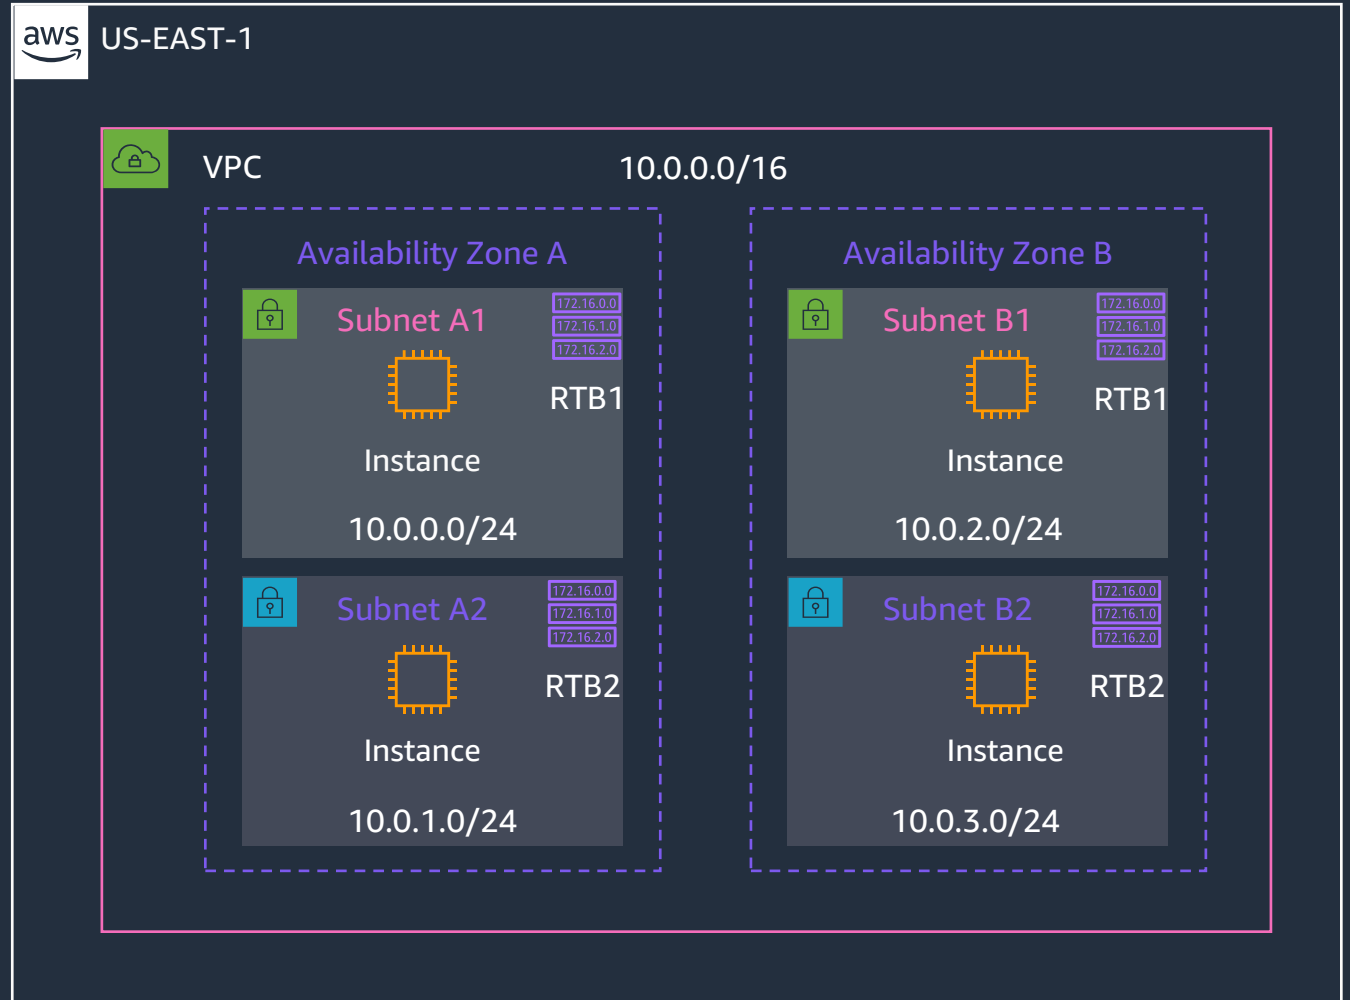 aws
US-EAST-1
VPC
10.0.0.0/16
Availability Zone A
Subnet A1
172.16.0.0
172.16.1.0
172.16.2.0
RTB1
Instance
10.0.0.0/24
Subnet A2
172.16.0.0
172.16.1.0
172.16.2.0
RTB2
Instance
10.0.1.0/24
Availability Zone B
Subnet B1
172.16.0.0
172.16.1.0
172.16.2.0
RTB1
Instance
10.0.2.0/24
Subnet B2
172.16.0.0
172.16.1.0
172.16.2.0
RTB2
Instance
10.0.3.0/24